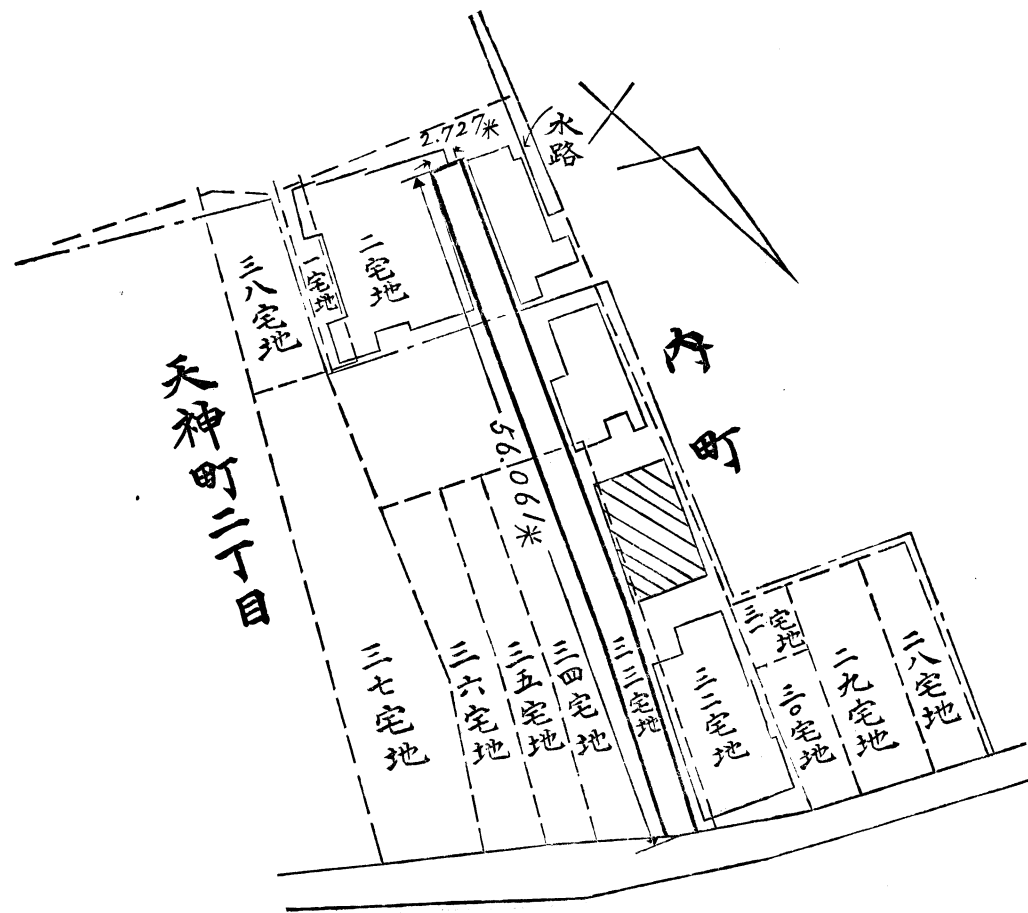 2.727米
水路
三八宅地
一宅地
二宅地
内町
天神町二丁目
56.061米
三七宅地
三六宅地
三五宅地
三四宅地
三三宅地
三二宅地
三一宅地
三〇宅地
二九宅地
二八宅地